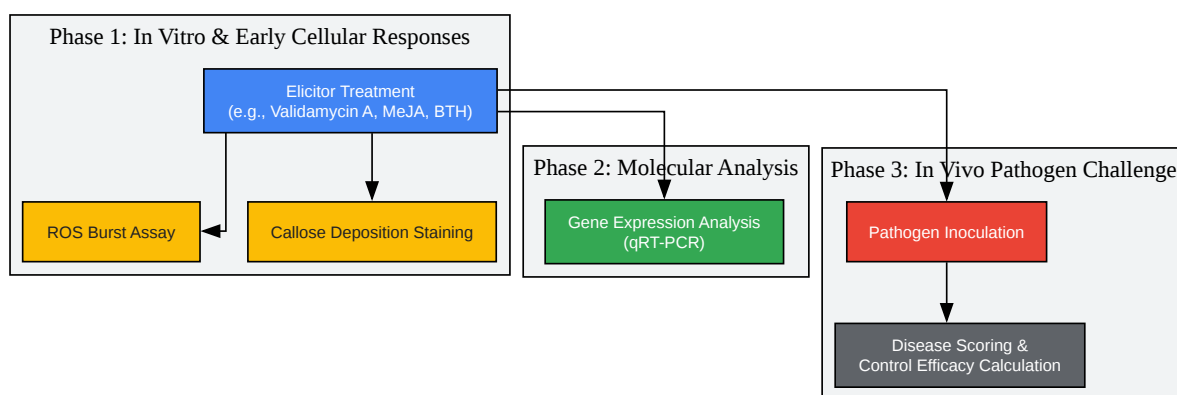 Phase 1: In Vitro & Early Cellular Responses
Elicitor Treatment
(e.g., Validamycin A, MeJA, BTH)
ROS Burst Assay
Callose Deposition Staining
Phase 2: Molecular Analysis
Gene Expression Analysis
(qRT-PCR)
Phase 3: In Vivo Pathogen Challenge
Pathogen Inoculation
Disease Scoring &
Control Efficacy Calculation